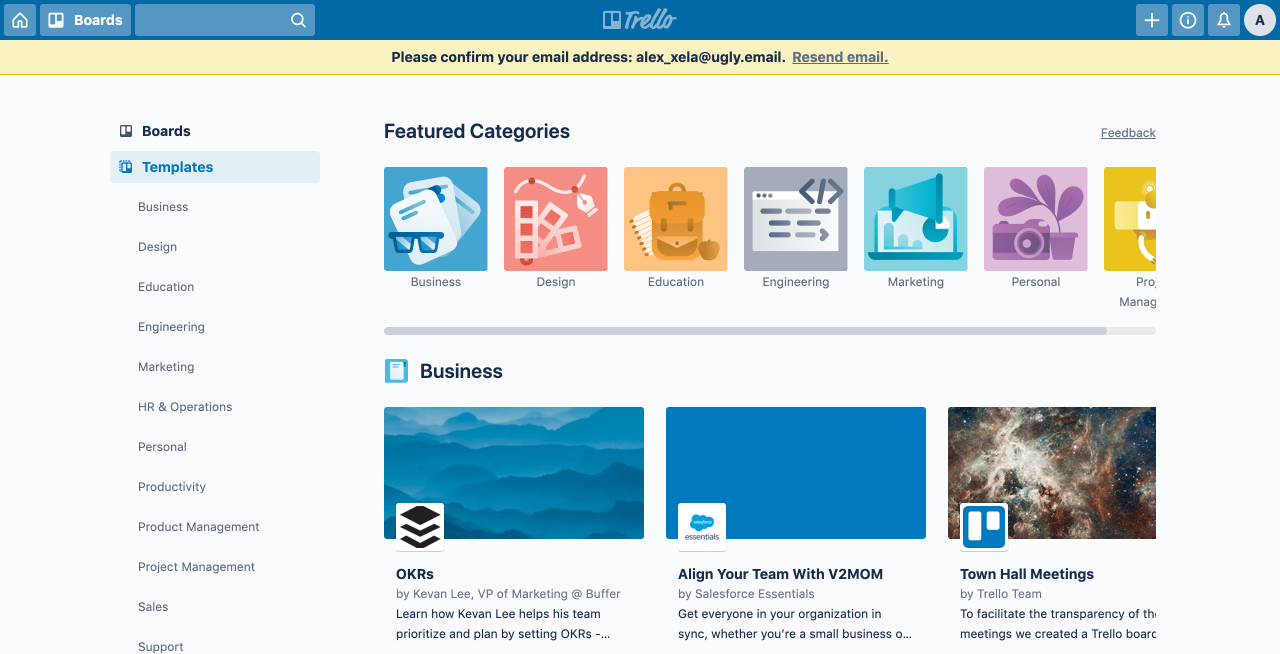 Boards
Trello
A
Please confirm your email address: alex_xela@ugly.email. Resend email.
Boards
Templates
Business
Design
Education
Engineering
Marketing
HR & Operations
Personal
Productivity
Product Management
Project Management
Sales
Support
Featured Categories
Feedback
Business
Design
Education
Engineering
Marketing
Personal
Business
salesforce
essentials
OKRs
by Kevan Lee, VP of Marketing @ Buffer
Learn how Kevan Lee helps his team
prioritize and plan by setting OKRs -...
Align Your Team With V2MOM
by Salesforce Essentials
Get everyone in your organization in
sync, whether you’re a small business o...
Town Hall Meetings
by Trello Team
To facilitate the transparency of
meetings we created a Trello board